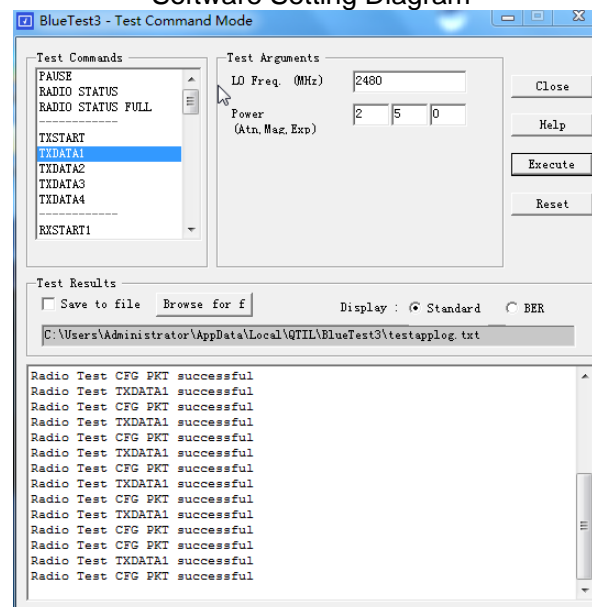 Software Setting Diagram
BlueTest3 - Test Command Mode
Test Commands
PAUSE
RADIO STATUS
RADIO STATUS FULL
------------
TXSTART
TXDATA1
TXDATA2
TXDATA3
TXDATA4
------------
RXSTART1
Test Arguments
LO Freq. (MHz) 2480
Power 2 5 0
(Atn, Mag, Exp)
Close
Help
Execute
Reset
Test Results
Save to file Browse for f Display : Standard BER
C:\Users\Administrator\AppData\Local\QTIL\BlueTest3\testapplog.txt
Radio Test CFG PKT successful
Radio Test TXDATA1 successful
Radio Test CFG PKT successful
Radio Test TXDATA1 successful
Radio Test CFG PKT successful
Radio Test TXDATA1 successful
Radio Test CFG PKT successful
Radio Test TXDATA1 successful
Radio Test CFG PKT successful
Radio Test TXDATA1 successful
Radio Test CFG PKT successful
Radio Test CFG PKT successful
Radio Test TXDATA1 successful
Radio Test CFG PKT successful